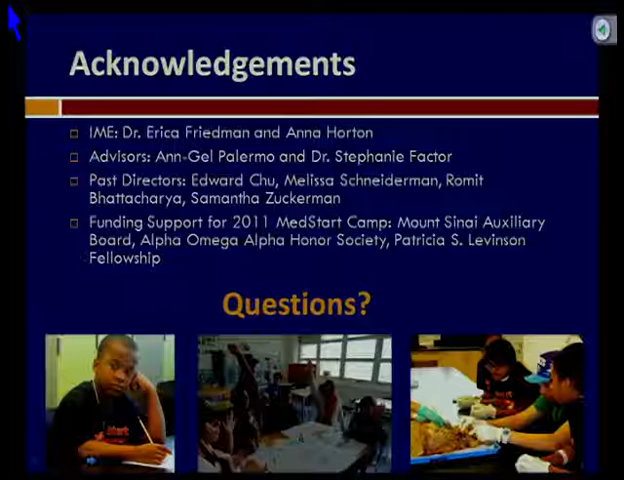 Acknowledgements
IME: Dr. Erica Friedman and Anna Horton
Advisors: Ann-Gel Palermo and Dr. Stephanie Factor
Past Directors: Edward Chu, Melissa Schneiderman, Romit
Bhattacharya, Samantha Zuckerman
Funding Support for 2011 MedStart Camp: Mount Sinai Auxiliary
Board, Alpha Omega Alpha Honor Society, Patricia S. Levinson
Fellowship
Questions?